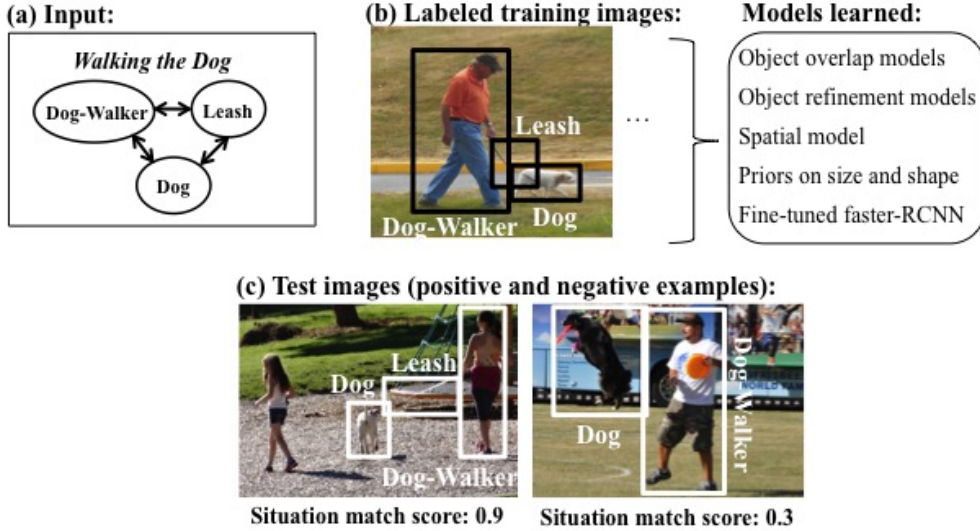 (a) Input:
Walking the Dog
Dog-Walker
Leash
Dog
(b) Labeled training images:
Leash
Dog-Walker
Dog
...
Models learned:
Object overlap models
Object refinement models
Spatial model
Priors on size and shape
Fine-tuned faster-RCNN
(c) Test images (positive and negative examples):
Leash
Dog
Dog-Walker
Situation match score: 0.9
Dog
Dog-Walker
WORLD FA
Situation match score: 0.3